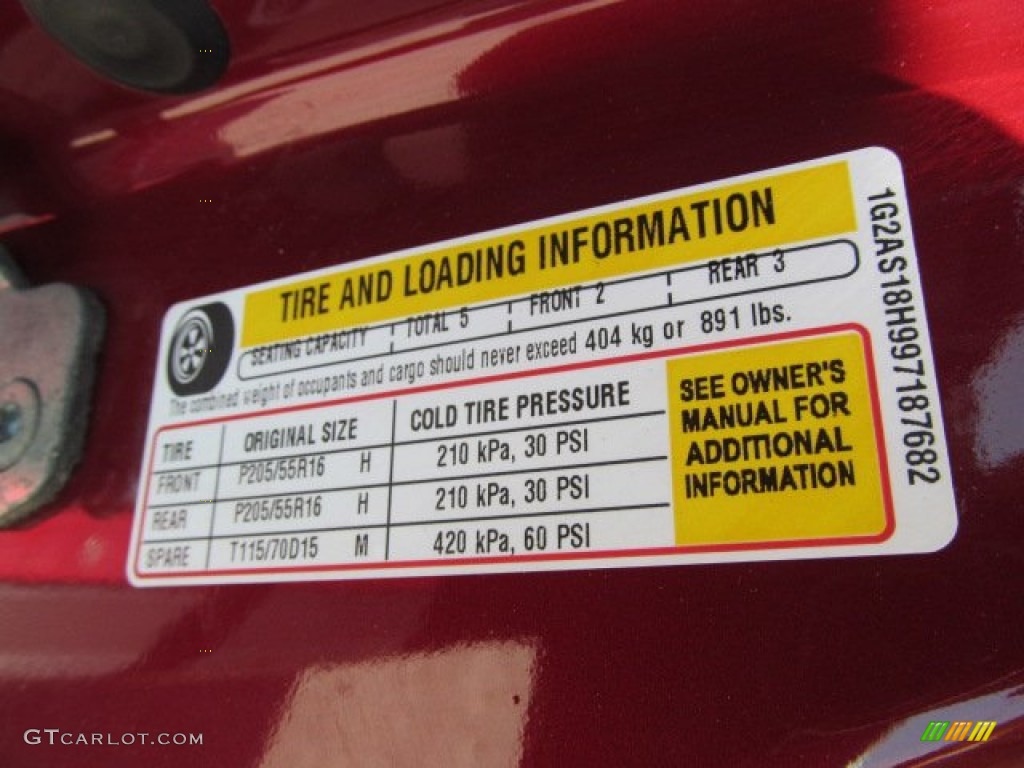 TIRE AND LOADING INFORMATION
SEATING CAPACITY TOTAL 5 FRONT 2 REAR 3
The combined weight of occupants and cargo should never exceed 404 kg or 891 lbs.
TIRE ORIGINAL SIZE COLD TIRE PRESSURE
FRONT P205/55R16 H 210 kPa, 30 PSI
REAR P205/55R16 H 210 kPa, 30 PSI
SPARE T115/70D15 M 420 kPa, 60 PSI
SEE OWNER'S
MANUAL FOR
ADDITIONAL
INFORMATION
1G2AS18H997187682
GTCARLOT.COM